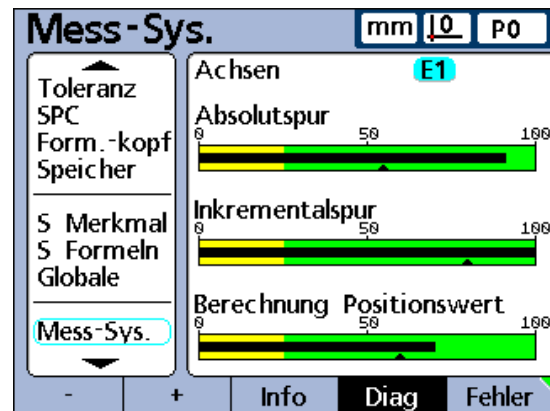 Mess-Sys.
mm
0
P0
Toleranz
SPC
Form.-kopf
Speicher
S Merkmal
S Formeln
Globale
Mess-Sys.
Achsen E1
Absolutspur
0 50 100
Inkrementalspur
0 50 100
Berechnung Positionswert
0 50 100
- + Info Diag Fehler